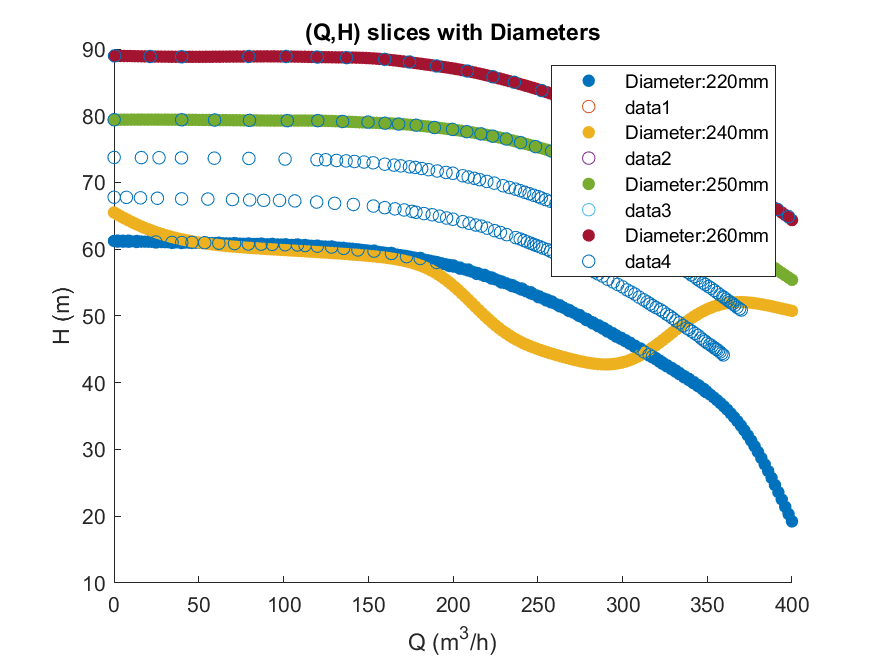 (Q,H) slices with Diameters
90
80
70
60
50
40
30
20
10
H (m)
0 50 100 150 200 250 300 350 400
Q (m³/h)
Diameter:220mm
data1
Diameter:240mm
data2
Diameter:250mm
data3
Diameter:260mm
data4